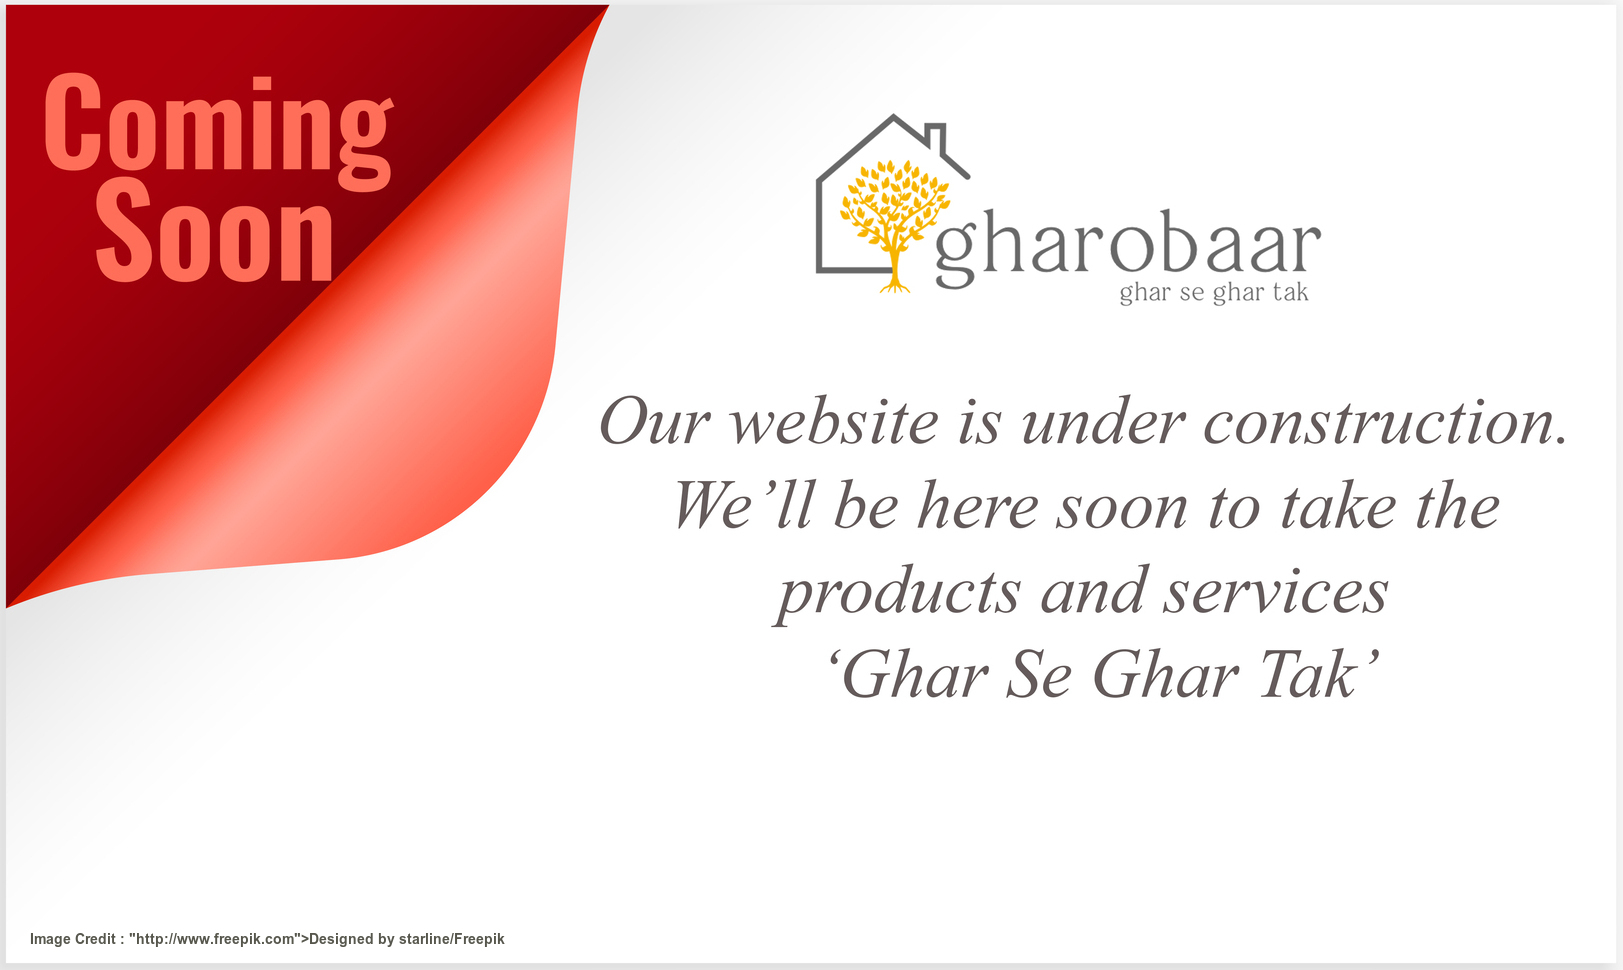 Coming
Soon
gharobaar
ghar se ghar tak
Our website is under construction.
We’ll be here soon to take the
products and services
‘Ghar Se Ghar Tak’
Image Credit : "http://www.freepik.com">Designed by starline/Freepik